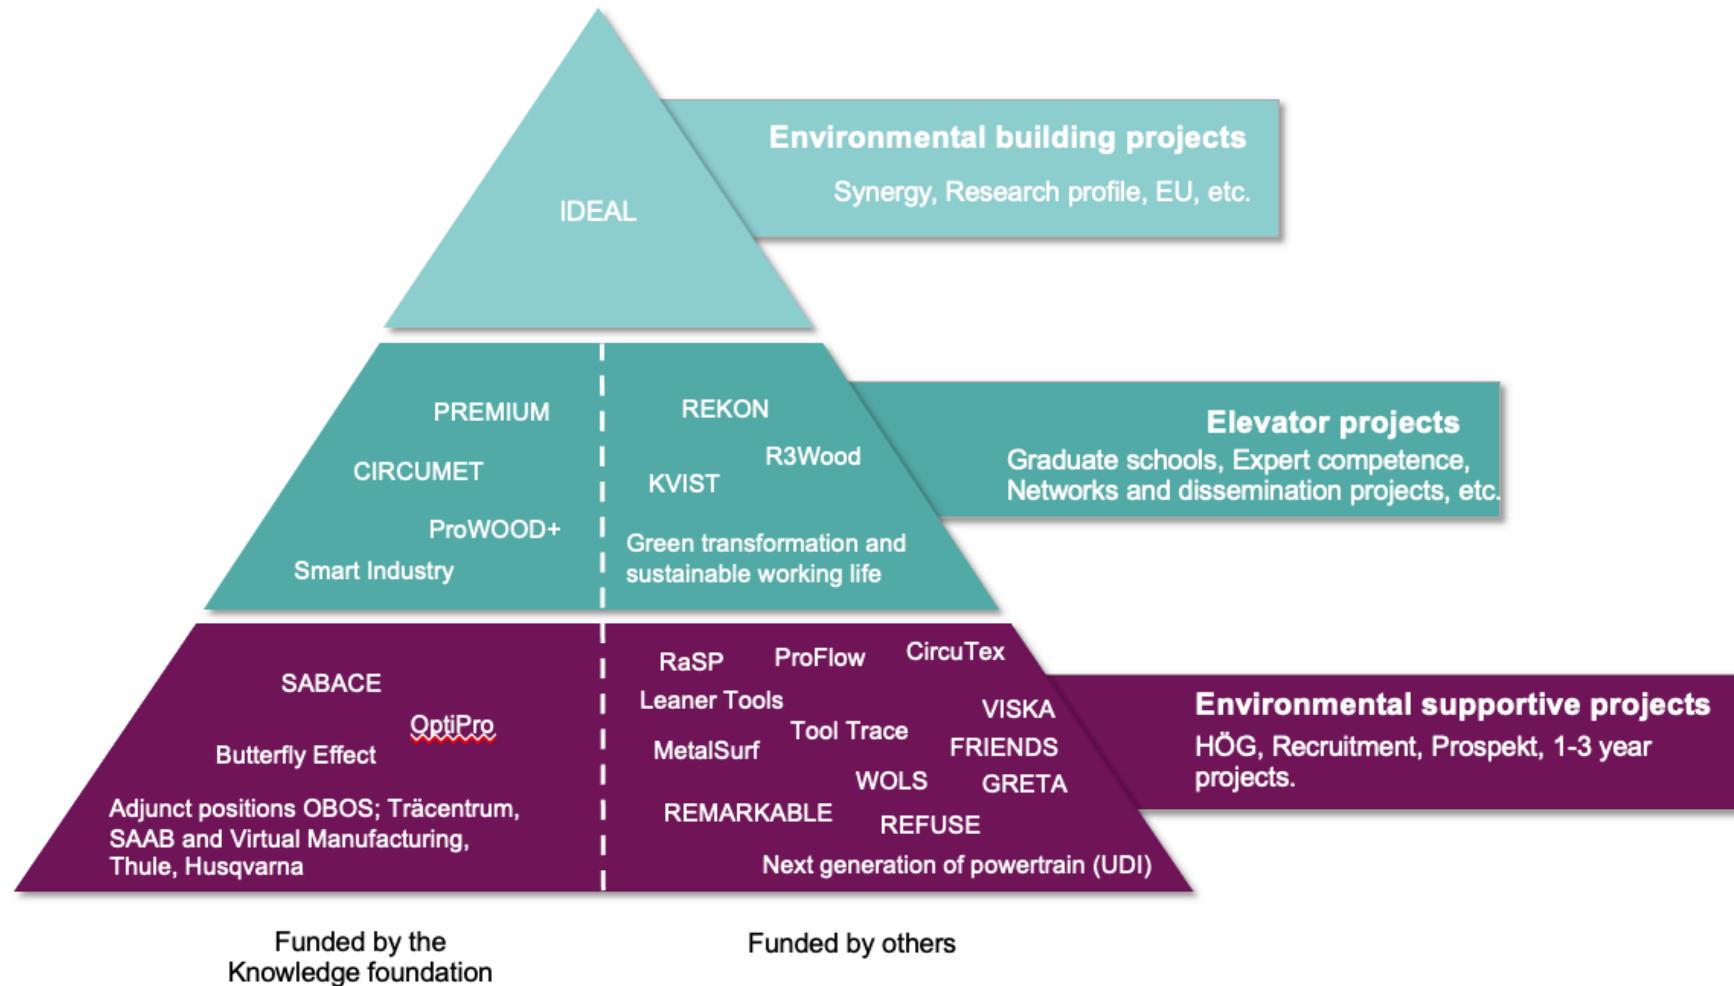 Environmental building projects
Synergy, Research profile, EU, etc.
IDEAL
PREMIUM
CIRCUMET
ProWOOD+
Smart Industry
REKON
R3Wood
KVIST
Green transformation and
sustainable working life
Elevator projects
Graduate schools, Expert competence,
Networks and dissemination projects, etc.
SABACE
OptiPro
Butterfly Effect
Adjunct positions OBOS; Träcentrum,
SAAB and Virtual Manufacturing,
Thule, Husqvarna
RaSP
ProFlow
CircuTex
Leaner Tools
VISKA
Tool Trace
MetalSurf
FRIENDS
WOLS
GRETA
REMARKABLE
REFUSE
Next generation of powertrain (UDI)
Environmental supportive projects
HÖG, Recruitment, Prospekt, 1-3 year
projects.
Funded by the
Knowledge foundation
Funded by others